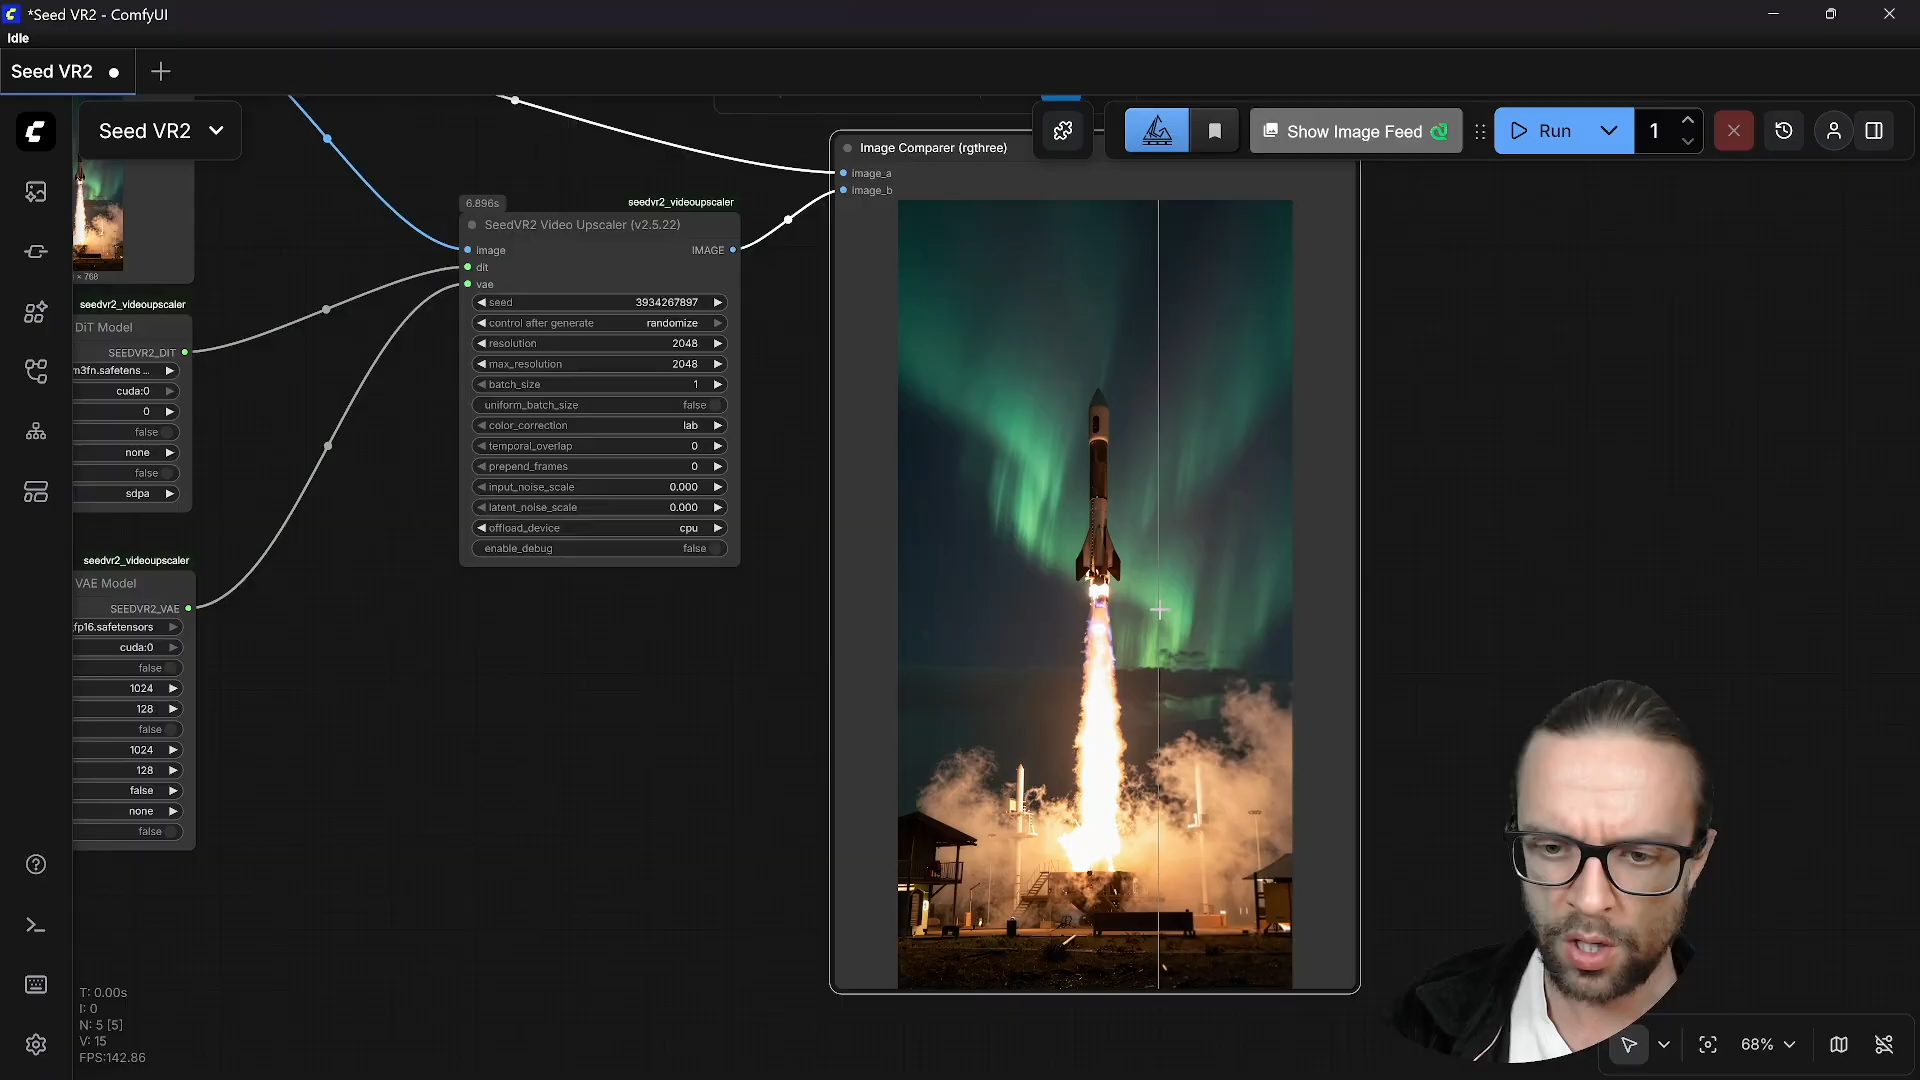 *Seed VR2 - ComfyUI
Idle
Seed VR2
Seed VR2
Show Image Feed
Run
1
Image Comparer (rgthree)
image_a
image_b
6.896s
seedvr2_videoupscaler
SeedVR2 Video Upscaler (v2.5.22)
image
IMAGE
dit
vae
seed 3934267897
control after generate randomize
resolution 2048
max_resolution 2048
batch_size 1
uniform_batch_size false
color_correction lab
temporal_overlap 0
prepend_frames 0
input_noise_scale 0.000
latent_noise_scale 0.000
offload_device cpu
enable_debug false
× 768
seedvr2_videoupscaler
DiT Model
SEEDVR2_DIT
m3fn.safetens ...
cuda:0
0
false
none
false
sdpa
seedvr2_videoupscaler
VAE Model
SEEDVR2_VAE
fp16.safetensors
cuda:0
false
1024
128
false
1024
128
false
none
false
T: 0.00s
I: 0
N: 5 [5]
V: 15
FPS:142.86
68%